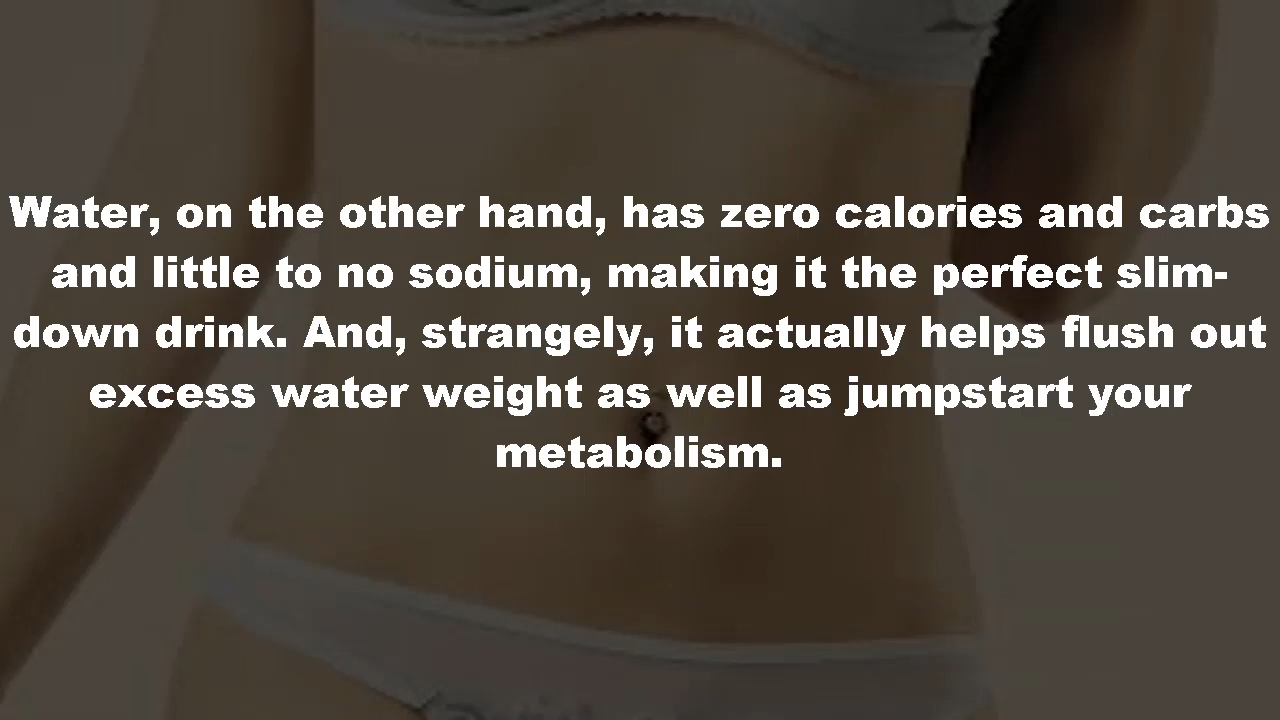 Water, on the other hand, has zero calories and carbs
and little to no sodium, making it the perfect slim-
down drink. And, strangely, it actually helps flush out
excess water weight as well as jumpstart your
metabolism.